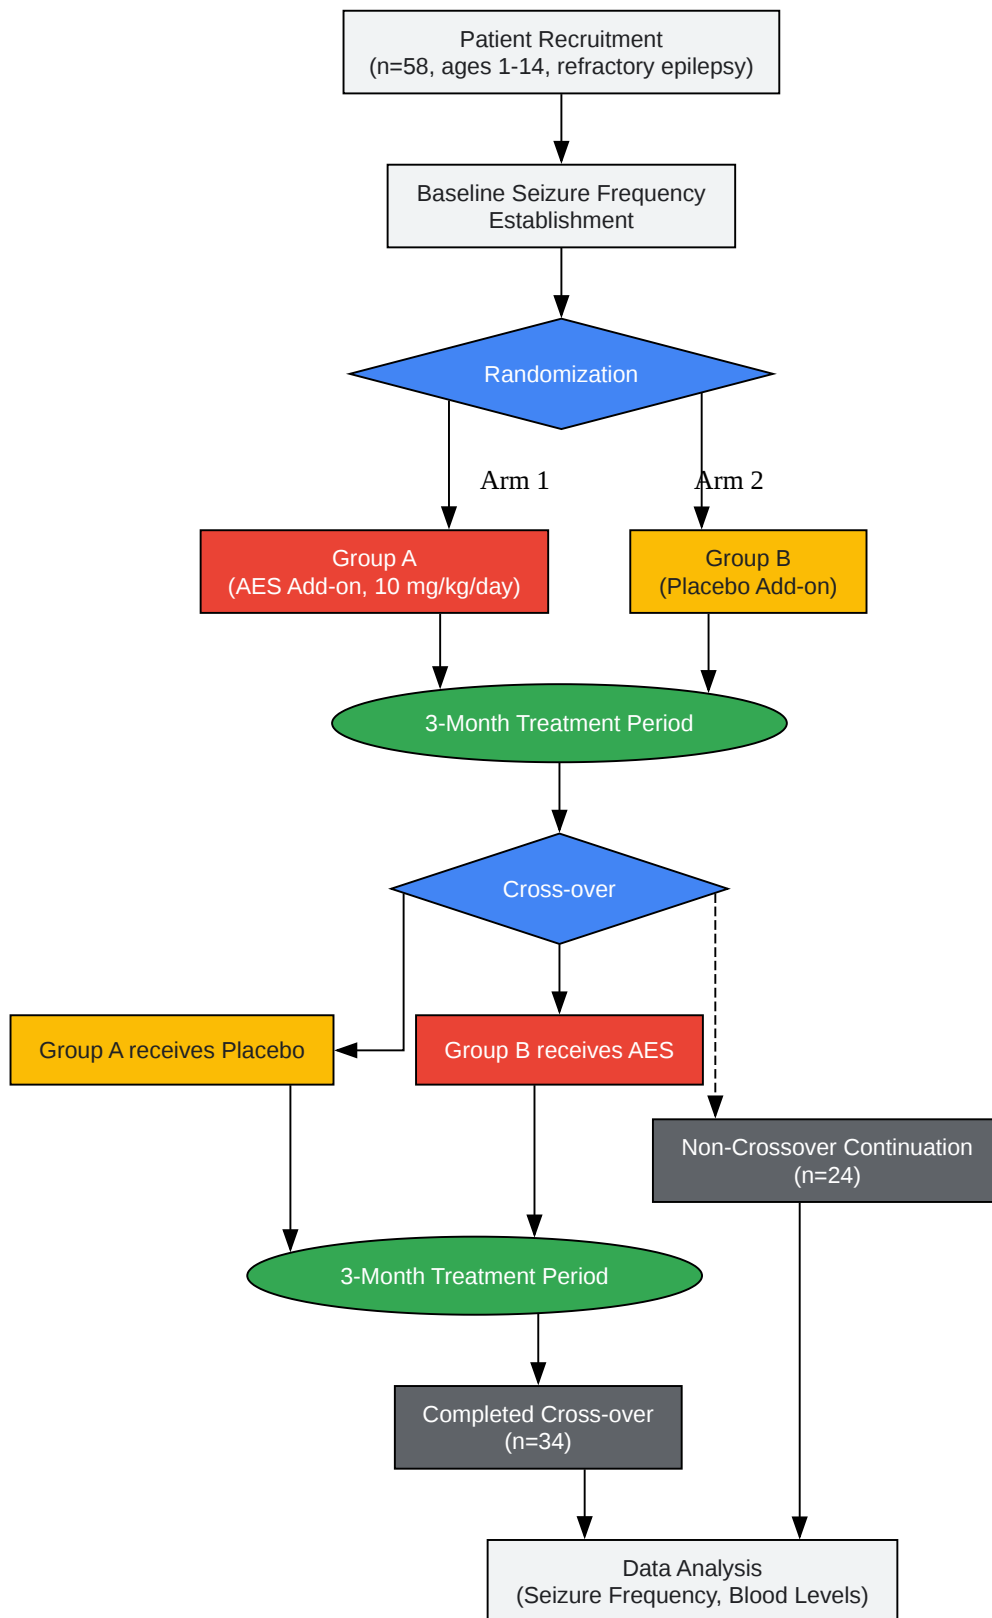 Patient Recruitment
(n=58, ages 1-14, refractory epilepsy)
Baseline Seizure Frequency
Establishment
Randomization
Arm 1
Arm 2
Group A
(AES Add-on, 10 mg/kg/day)
Group B
(Placebo Add-on)
3-Month Treatment Period
Cross-over
Group A receives Placebo
Group B receives AES
Non-Crossover Continuation
(n=24)
3-Month Treatment Period
Completed Cross-over
(n=34)
Data Analysis
(Seizure Frequency, Blood Levels)